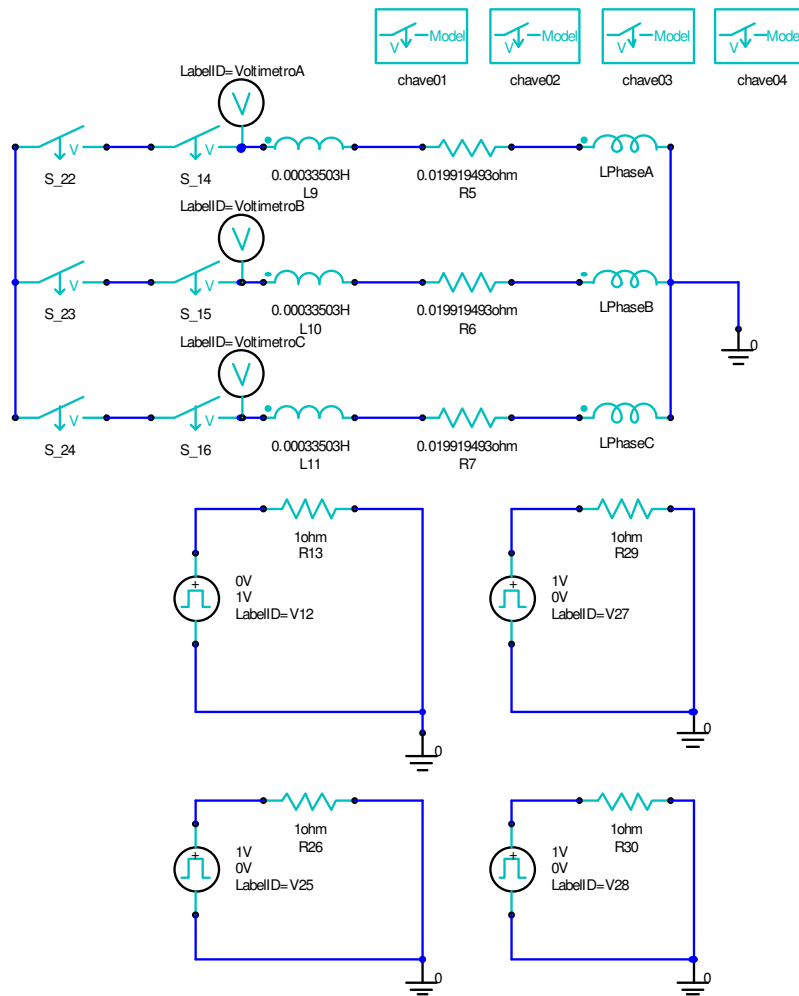 Model Model Model Model
V V V V
chave01 chave02 chave03 chave04
LabelID=VoltimetroA
V
V V
S_22 S_14
0.00033503H
L9
0.019919493ohm
R5
LPhaseA
LabelID=VoltimetroB
V
V V
S_23 S_15
0.00033503H
L10
0.019919493ohm
R6
LPhaseB
0
LabelID=VoltimetroC
V
V V
S_24 S_16
0.00033503H
L11
0.019919493ohm
R7
LPhaseC
1ohm
R13
+
0V
1V
LabelID=V12
0
1ohm
R29
+
1V
0V
LabelID=V27
0
1ohm
R26
+
1V
0V
LabelID=V25
0
1ohm
R30
+
1V
0V
LabelID=V28
0